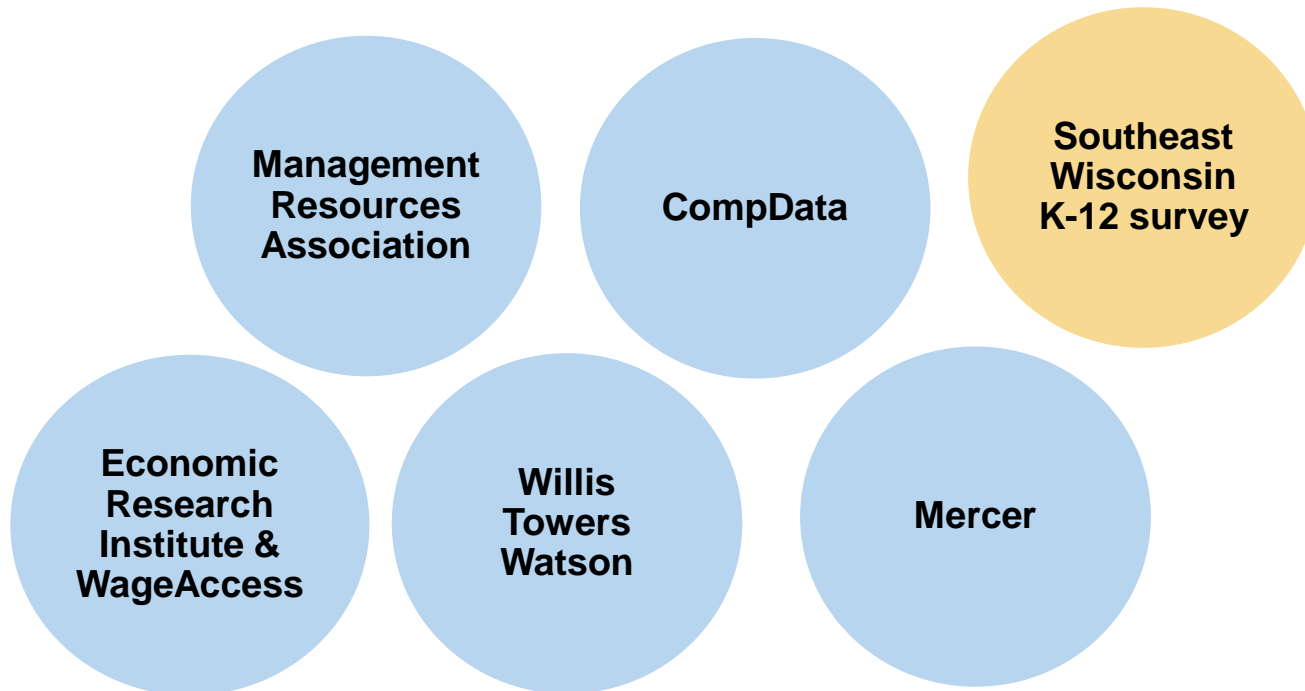 Management
Resources
Association
CompData
Southeast
Wisconsin
K-12 survey
Economic
Research
Institute &
WageAccess
Willis
Towers
Watson
Mercer